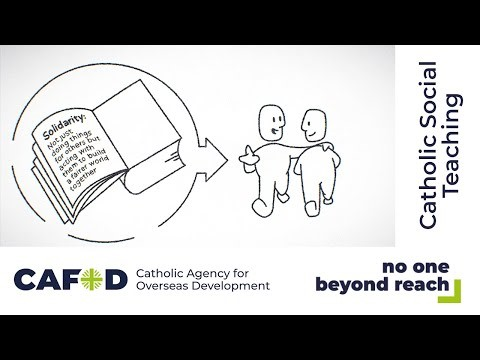 Solidarity:
Not just
doing things
for others but
acting with
them to build
a fairer world
together
Catholic Social
Teaching
CAFOD
Catholic Agency for
Overseas Development
no one
beyond reach